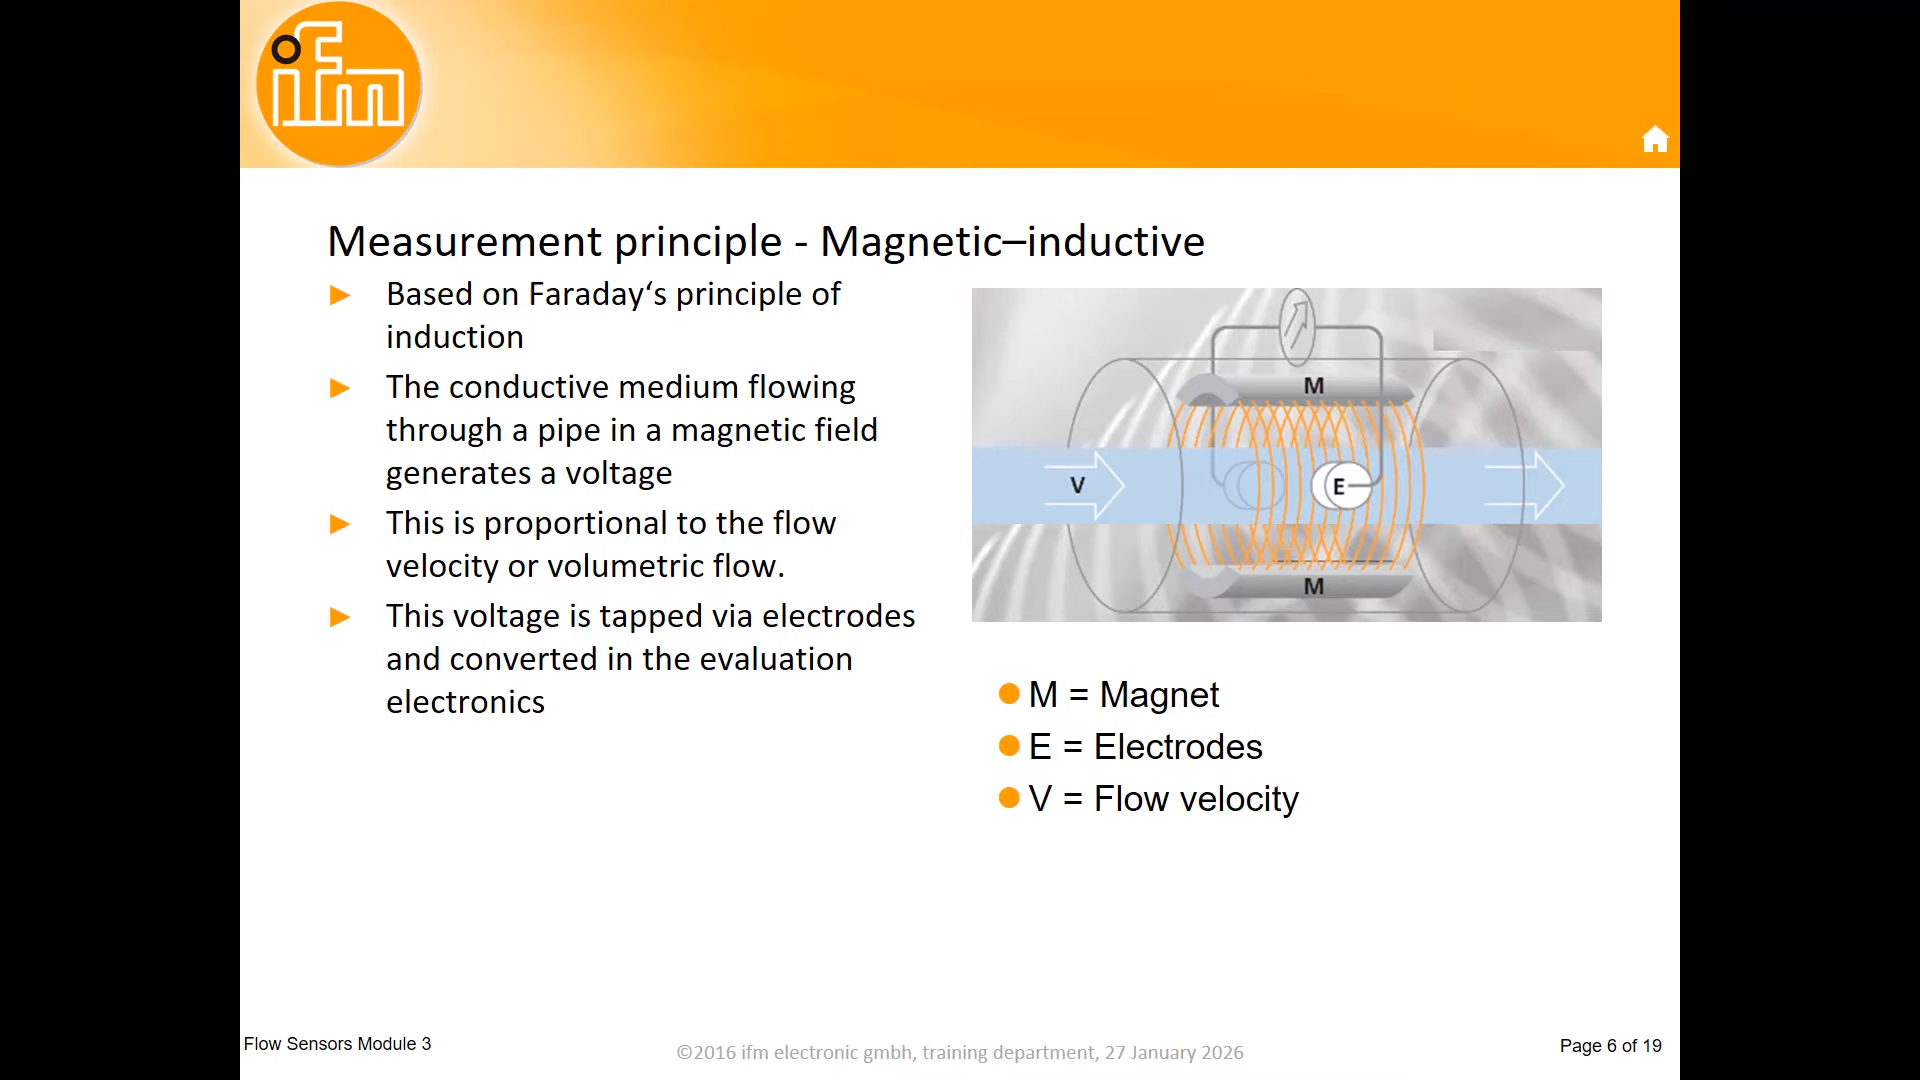 ifm
Measurement principle - Magnetic–inductive
Based on Faraday‘s principle of
induction
The conductive medium flowing
through a pipe in a magnetic field
generates a voltage
This is proportional to the flow
velocity or volumetric flow.
This voltage is tapped via electrodes
and converted in the evaluation
electronics
M
V
E
M
M = Magnet
E = Electrodes
V = Flow velocity
Flow Sensors Module 3
©2016 ifm electronic gmbh, training department, 27 January 2026
Page 6 of 19